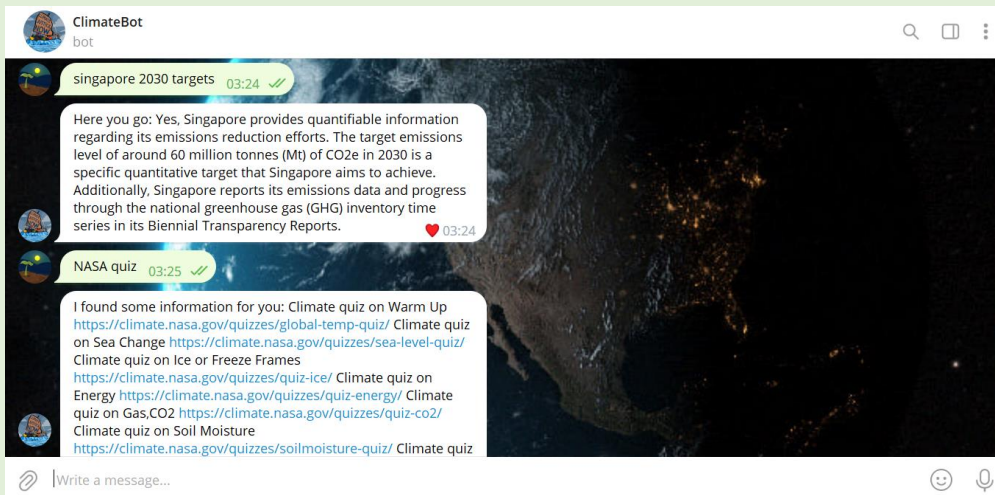 ClimateBot
bot
singapore 2030 targets 03:24
Here you go: Yes, Singapore provides quantifiable information
regarding its emissions reduction efforts. The target emissions
level of around 60 million tonnes (Mt) of CO2e in 2030 is a
specific quantitative target that Singapore aims to achieve.
Additionally, Singapore reports its emissions data and progress
through the national greenhouse gas (GHG) inventory time
series in its Biennial Transparency Reports.
03:24
NASA quiz 03:25
I found some information for you: Climate quiz on Warm Up
https://climate.nasa.gov/quizzes/global-temp-quiz/ Climate quiz
on Sea Change https://climate.nasa.gov/quizzes/sea-level-quiz/
Climate quiz on Ice or Freeze Frames
https://climate.nasa.gov/quizzes/quiz-ice/ Climate quiz on
Energy https://climate.nasa.gov/quizzes/quiz-energy/ Climate
quiz on Gas,CO2 https://climate.nasa.gov/quizzes/quiz-co2/
Climate quiz on Soil Moisture
https://climate.nasa.gov/quizzes/soilmoisture-quiz/ Climate quiz
Write a message...